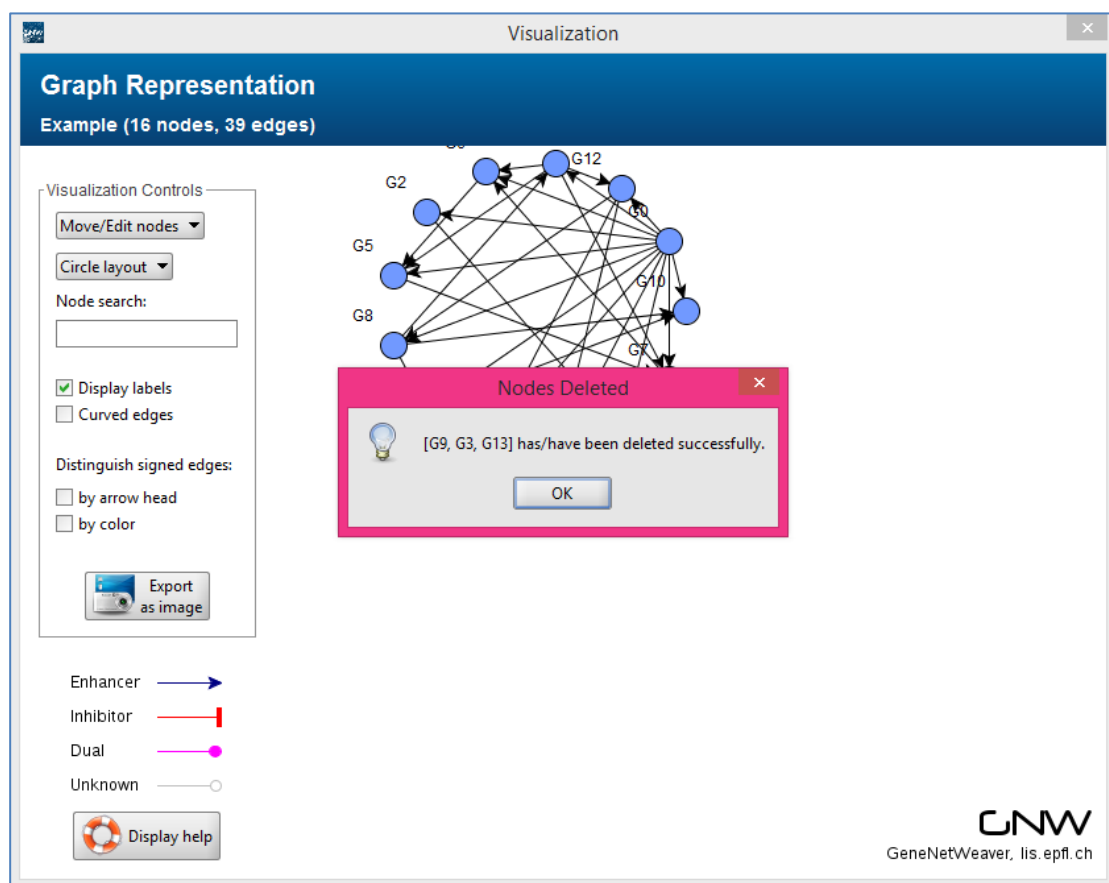 Visualization
Graph Representation
Example (16 nodes, 39 edges)
Visualization Controls
Move/Edit nodes
Circle layout
Node search:
Display labels
Curved edges
Distinguish signed edges:
by arrow head
by color
Export
as image
Enhancer
Inhibitor
Dual
Unknown
Display help
G12
G2
G0
G5
G10
G8
G7
Nodes Deleted
[G9, G3, G13] has/have been deleted successfully.
OK
GNW
GeneNetWeaver, lis.epfl.ch